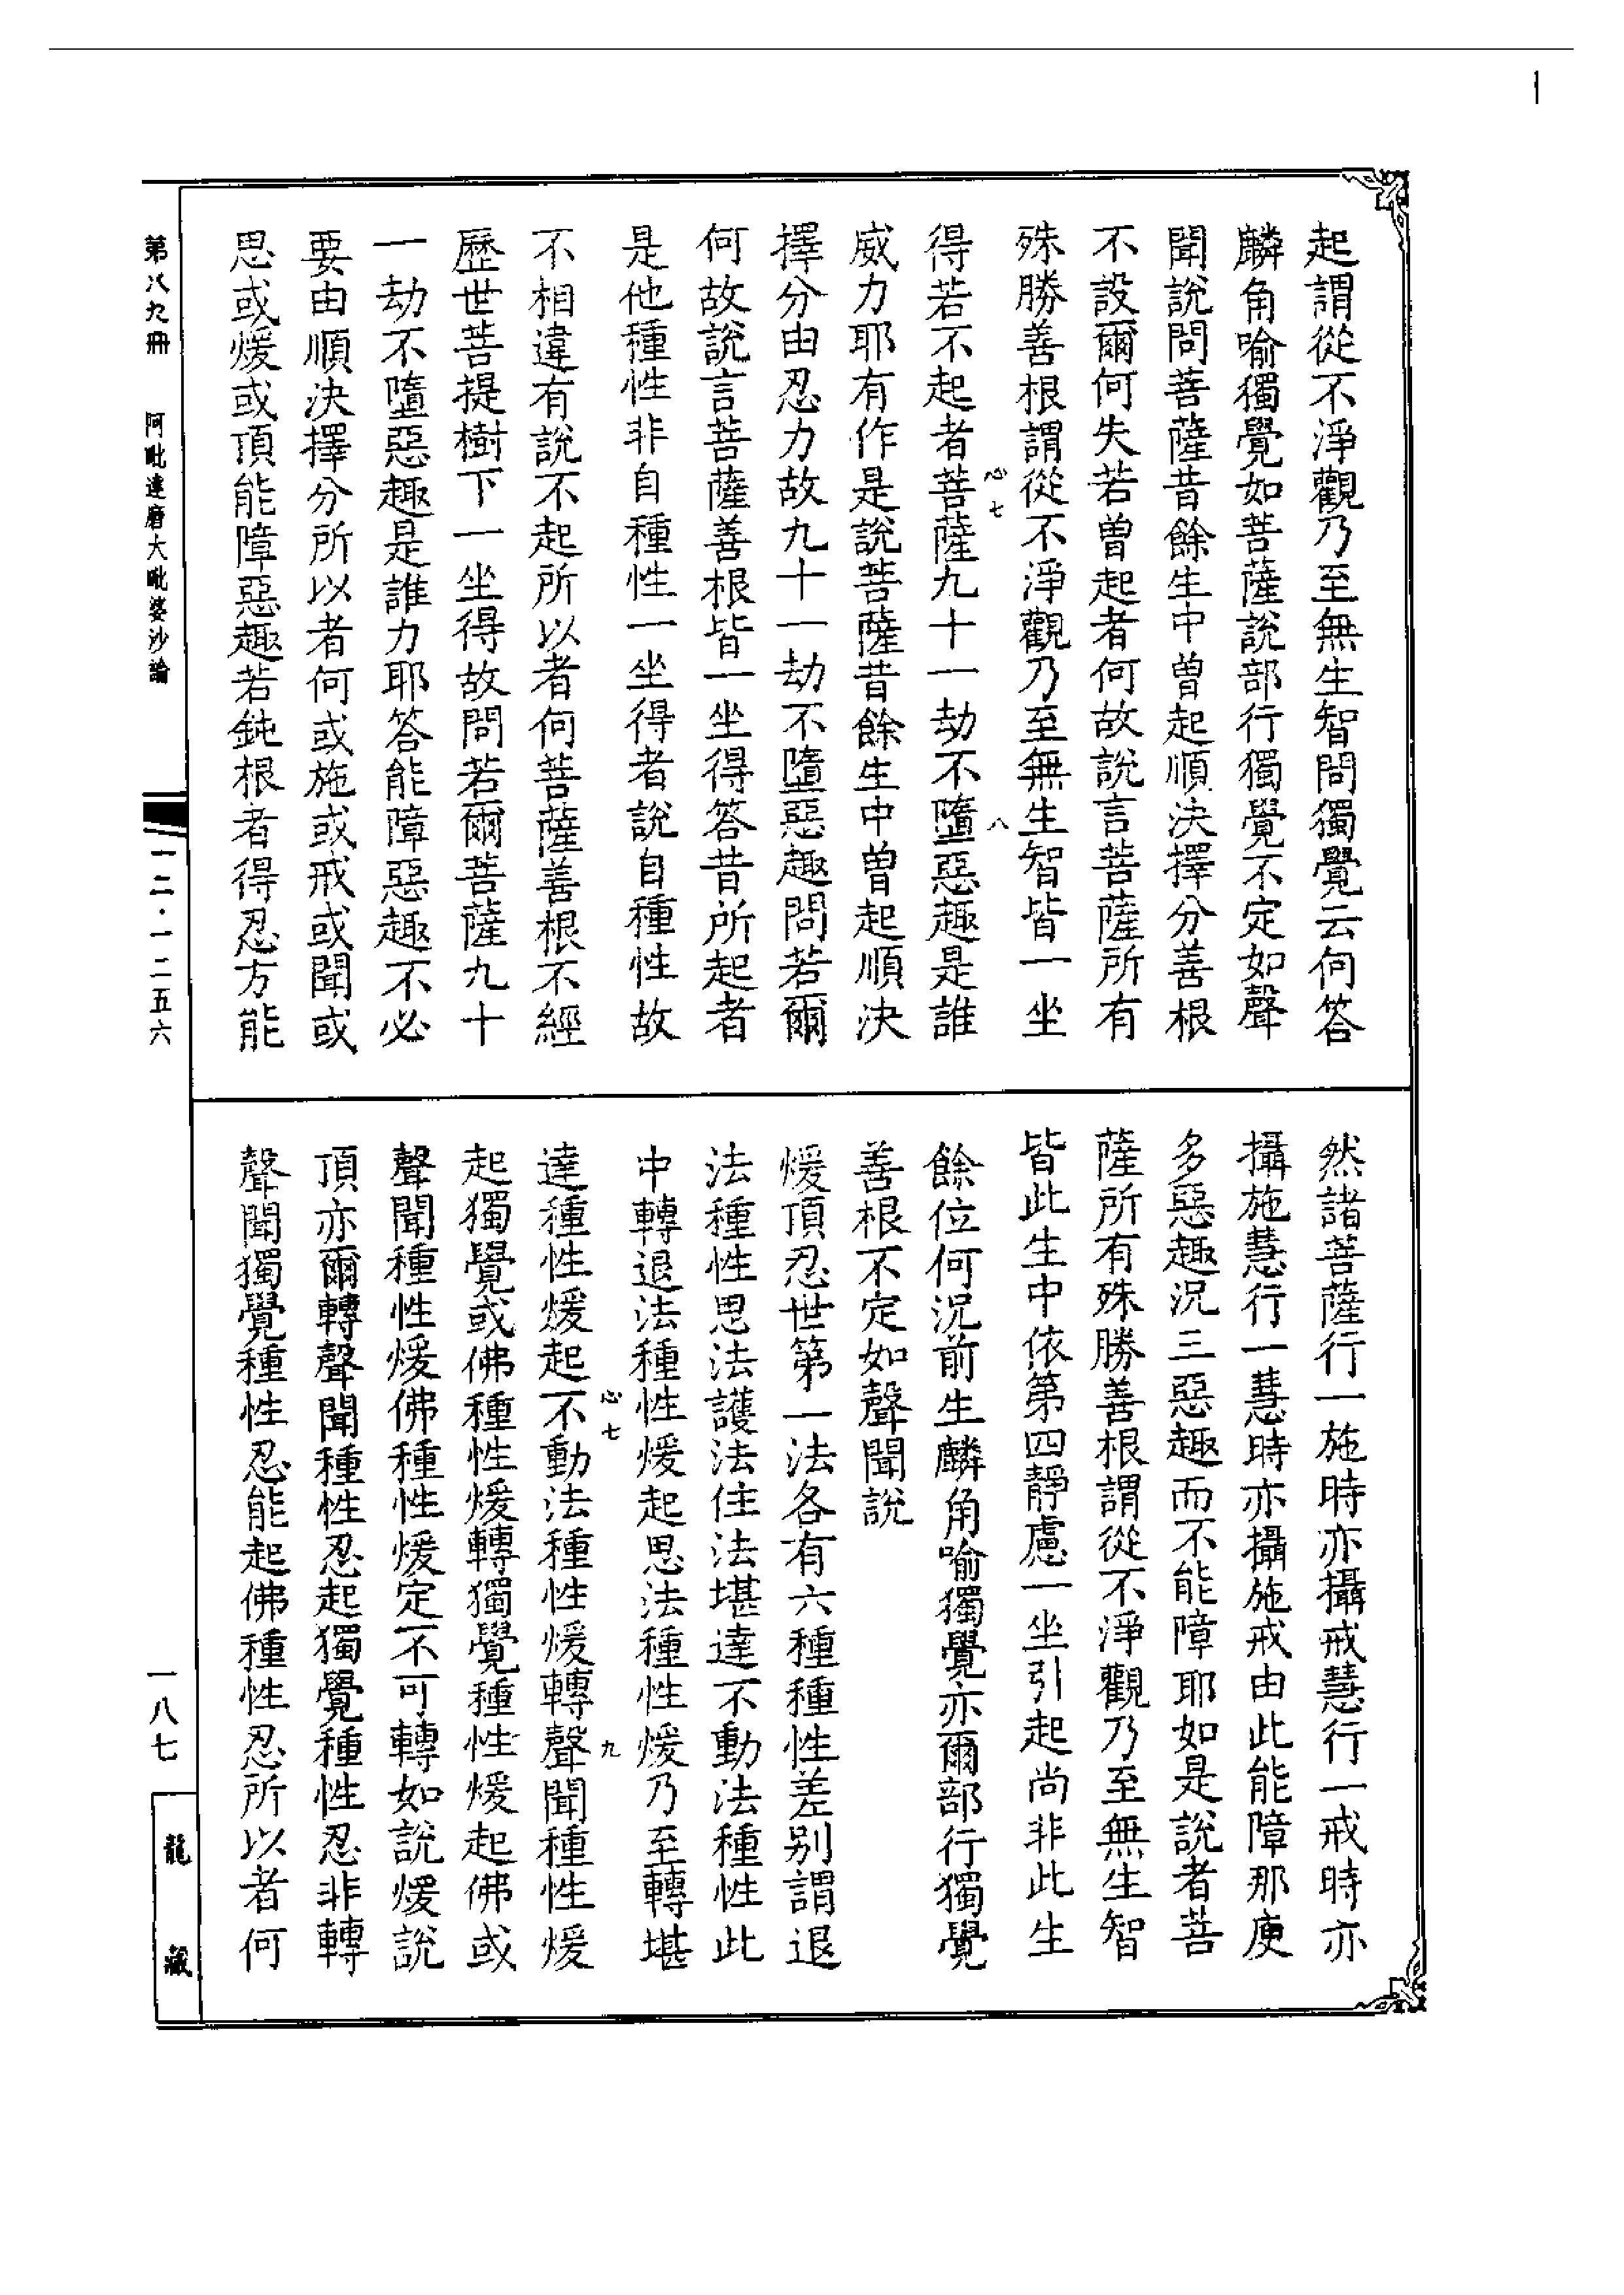 1
起謂從不淨觀乃至無生智問獨覺云何答
麟角喻獨覺如菩薩說部行獨覺不定如聲
聞說問菩薩昔餘生中曾起順決擇分善根
不設爾何失若曾起者何故說言菩薩所有
殊勝善根謂從不淨觀乃至無生智皆一坐
心七
八
得若不起者菩薩九十一劫不墮惡趣是誰
威力耶有作是說菩薩昔餘生中曾起順決
擇分由忍力故九十一劫不墮惡趣問若爾
何故說言菩薩善根皆一坐得答昔所起者
是他種性非自種性一坐得者說自種性故
不相違有說不起所以者何菩薩善根不經
歷世菩提樹下一坐得故問若爾菩薩九十
一劫不墮惡趣是誰力耶答能障惡趣不必
要由順決擇分所以者何或施或戒或聞或
思或煖或頂能障惡趣若鈍根者得忍方能
然諸菩薩行一施時亦攝戒慧行一戒時亦
攝施慧行一慧時亦攝施戒由此能障那庾
多惡趣況三惡趣而不能障耶如是說者菩
薩所有殊勝善根謂從不淨觀乃至無生智
皆此生中依第四靜慮一坐引起尚非此生
餘位何況前生麟角喻獨覺亦爾部行獨覺
善根不定如聲聞說
煖頂忍世第一法各有六種種性差別謂退
法種性思法護法住法堪達不動法種性此
中轉退法種性煖起思法種性煖乃至轉堪
心七
九
達種性煖起不動法種性煖轉聲聞種性煖
起獨覺或佛種性煖轉獨覺種性煖起佛或
聲聞種性煖佛種性煖定不可轉如說煖說
頂亦爾轉聲聞種性忍起獨覺種性忍非轉
聲聞獨覺種性忍能起佛種性忍所以者何
第八九冊 阿毗達磨大毗婆沙論
一二·一二五六
一八七
龍藏